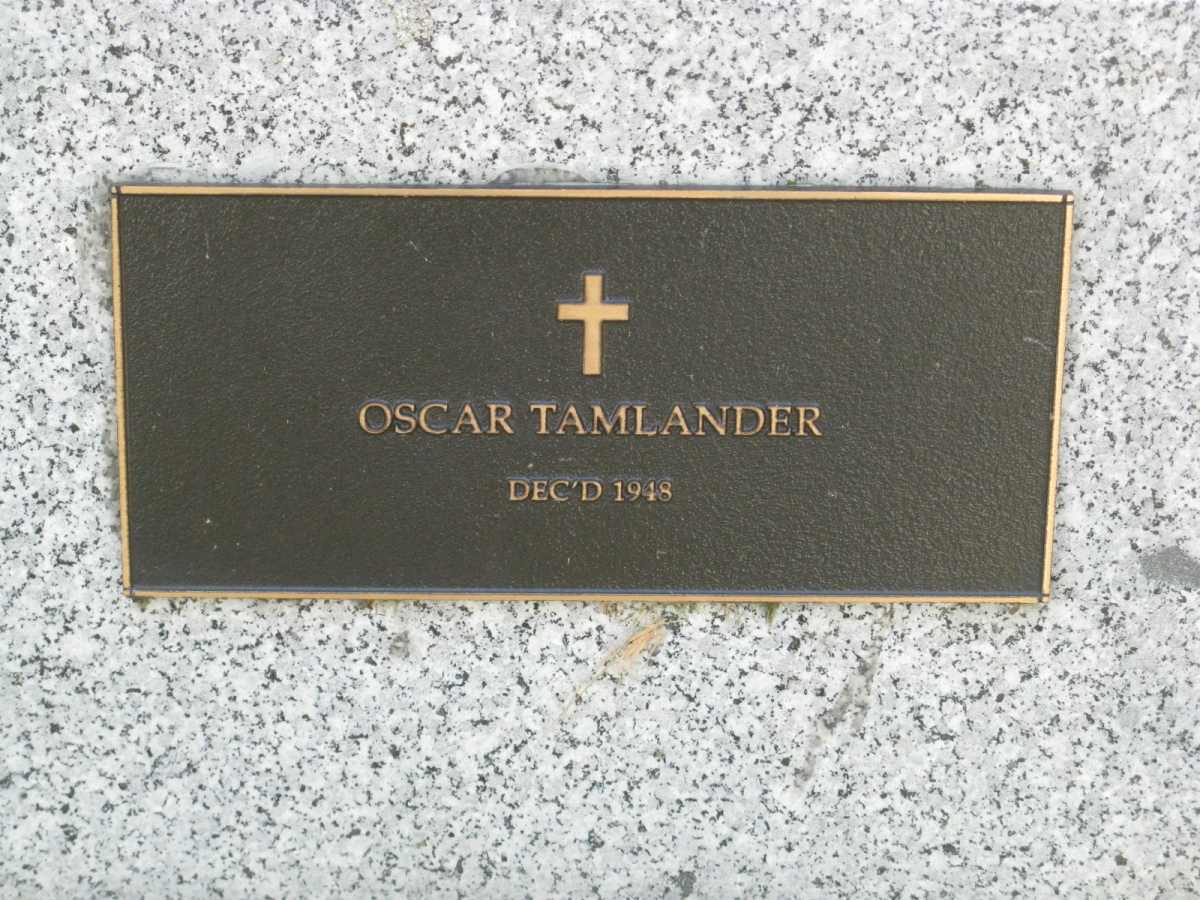 OSCAR TAMLANDER
DEC'D 1948